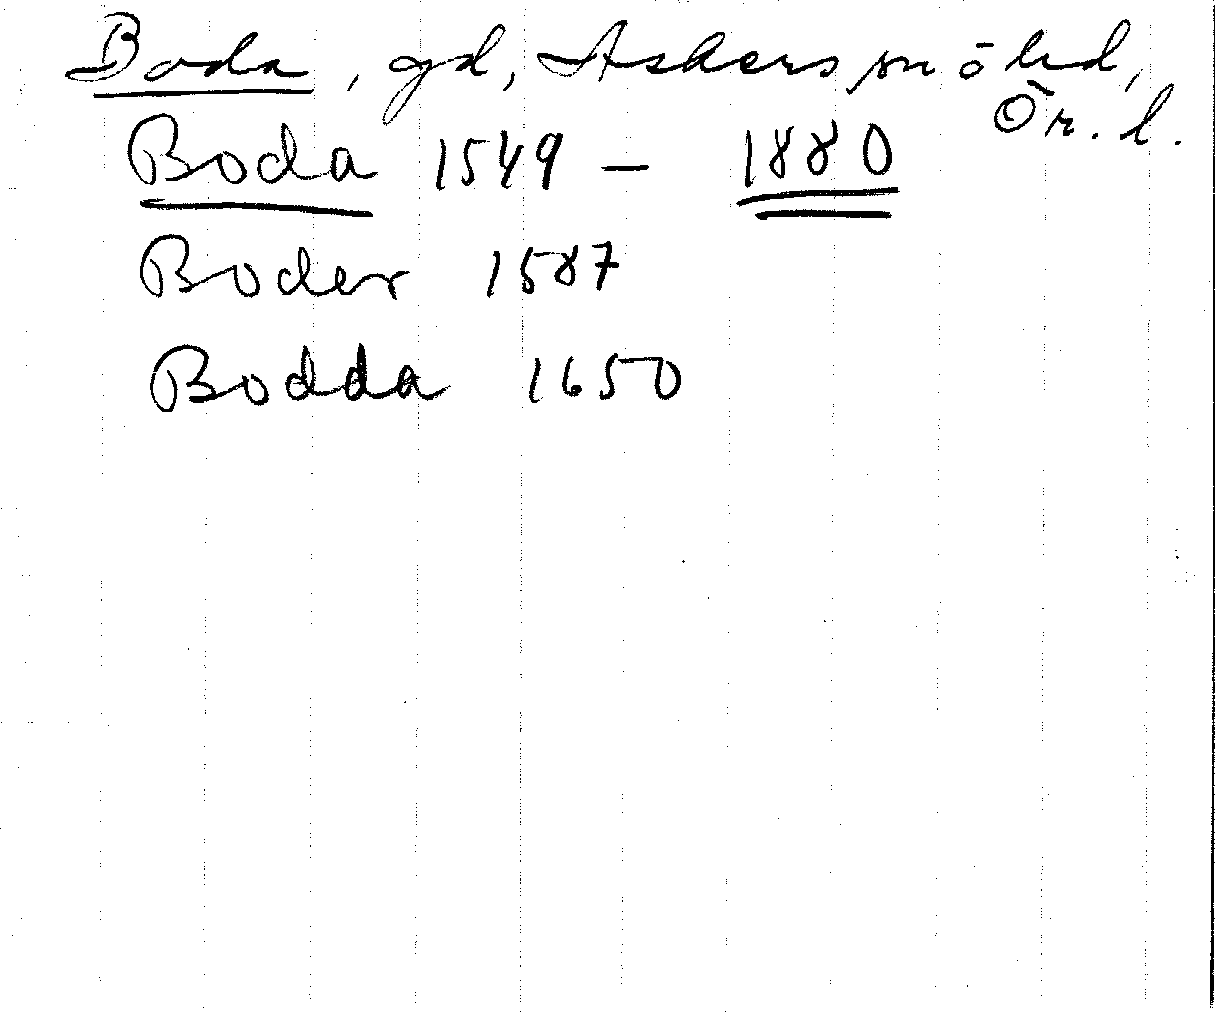 Boda, gd, Askers sn ö hd,
Ör. l.
Boda 1549 – 1880
Boder 1587
Bodda 1650